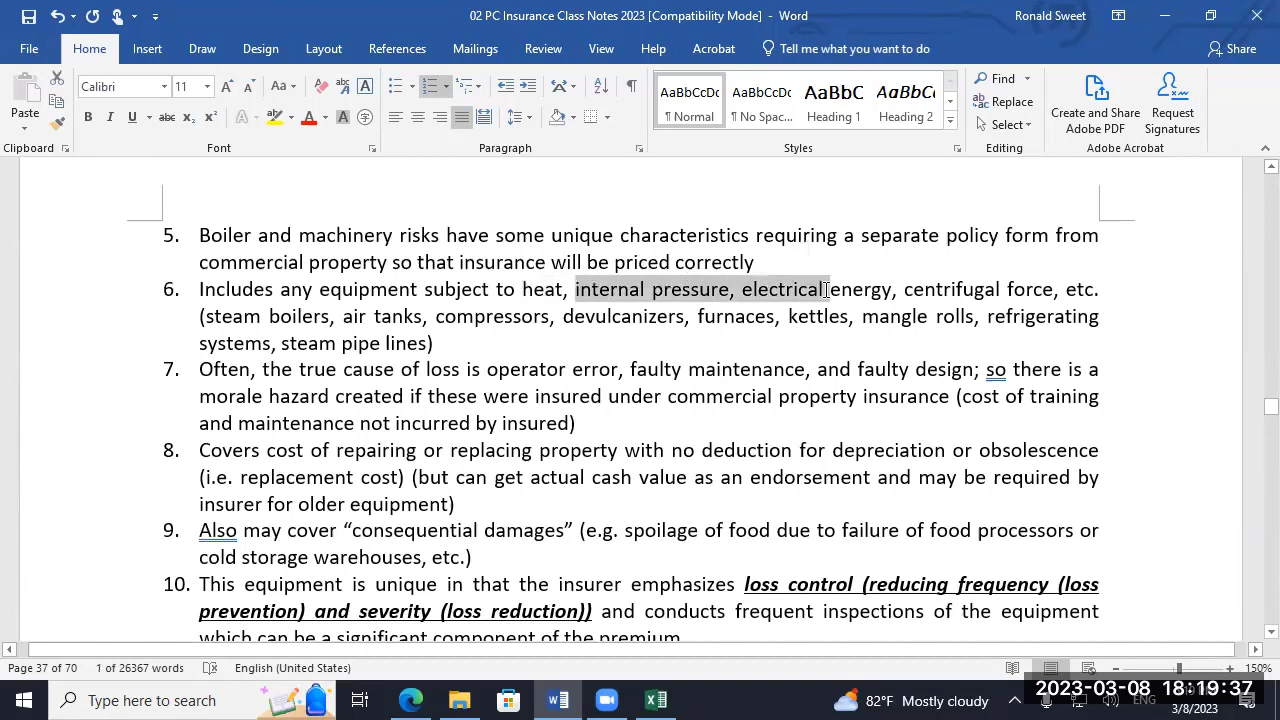 02 PC Insurance Class Notes 2023 [Compatibility Mode] - Word
Ronald Sweet
File Home Insert Draw Design Layout References Mailings Review View Help Acrobat Tell me what you want to do Share
Paste
Calibri 11
AaBbCcDc AaBbCcDc AaBbC AaBbC
¶ Normal ¶ No Spac... Heading 1 Heading 2
Find
Replace
Select
Create and Share Adobe PDF
Request Signatures
Clipboard Font Paragraph Styles Editing Adobe Acrobat
5. Boiler and machinery risks have some unique characteristics requiring a separate policy form from
commercial property so that insurance will be priced correctly
6. Includes any equipment subject to heat, internal pressure, electrical energy, centrifugal force, etc.
(steam boilers, air tanks, compressors, devulcanizers, furnaces, kettles, mangle rolls, refrigerating
systems, steam pipe lines)
7. Often, the true cause of loss is operator error, faulty maintenance, and faulty design; so there is a
morale hazard created if these were insured under commercial property insurance (cost of training
and maintenance not incurred by insured)
8. Covers cost of repairing or replacing property with no deduction for depreciation or obsolescence
(i.e. replacement cost) (but can get actual cash value as an endorsement and may be required by
insurer for older equipment)
9. Also may cover “consequential damages” (e.g. spoilage of food due to failure of food processors or
cold storage warehouses, etc.)
10. This equipment is unique in that the insurer emphasizes loss control (reducing frequency (loss
prevention) and severity (loss reduction)) and conducts frequent inspections of the equipment
which can be a significant component of the premium.
Page 37 of 70 1 of 26367 words English (United States) 150%
Type here to search
82°F Mostly cloudy
ENG
2023-03-08 18:19:37
3/8/2023